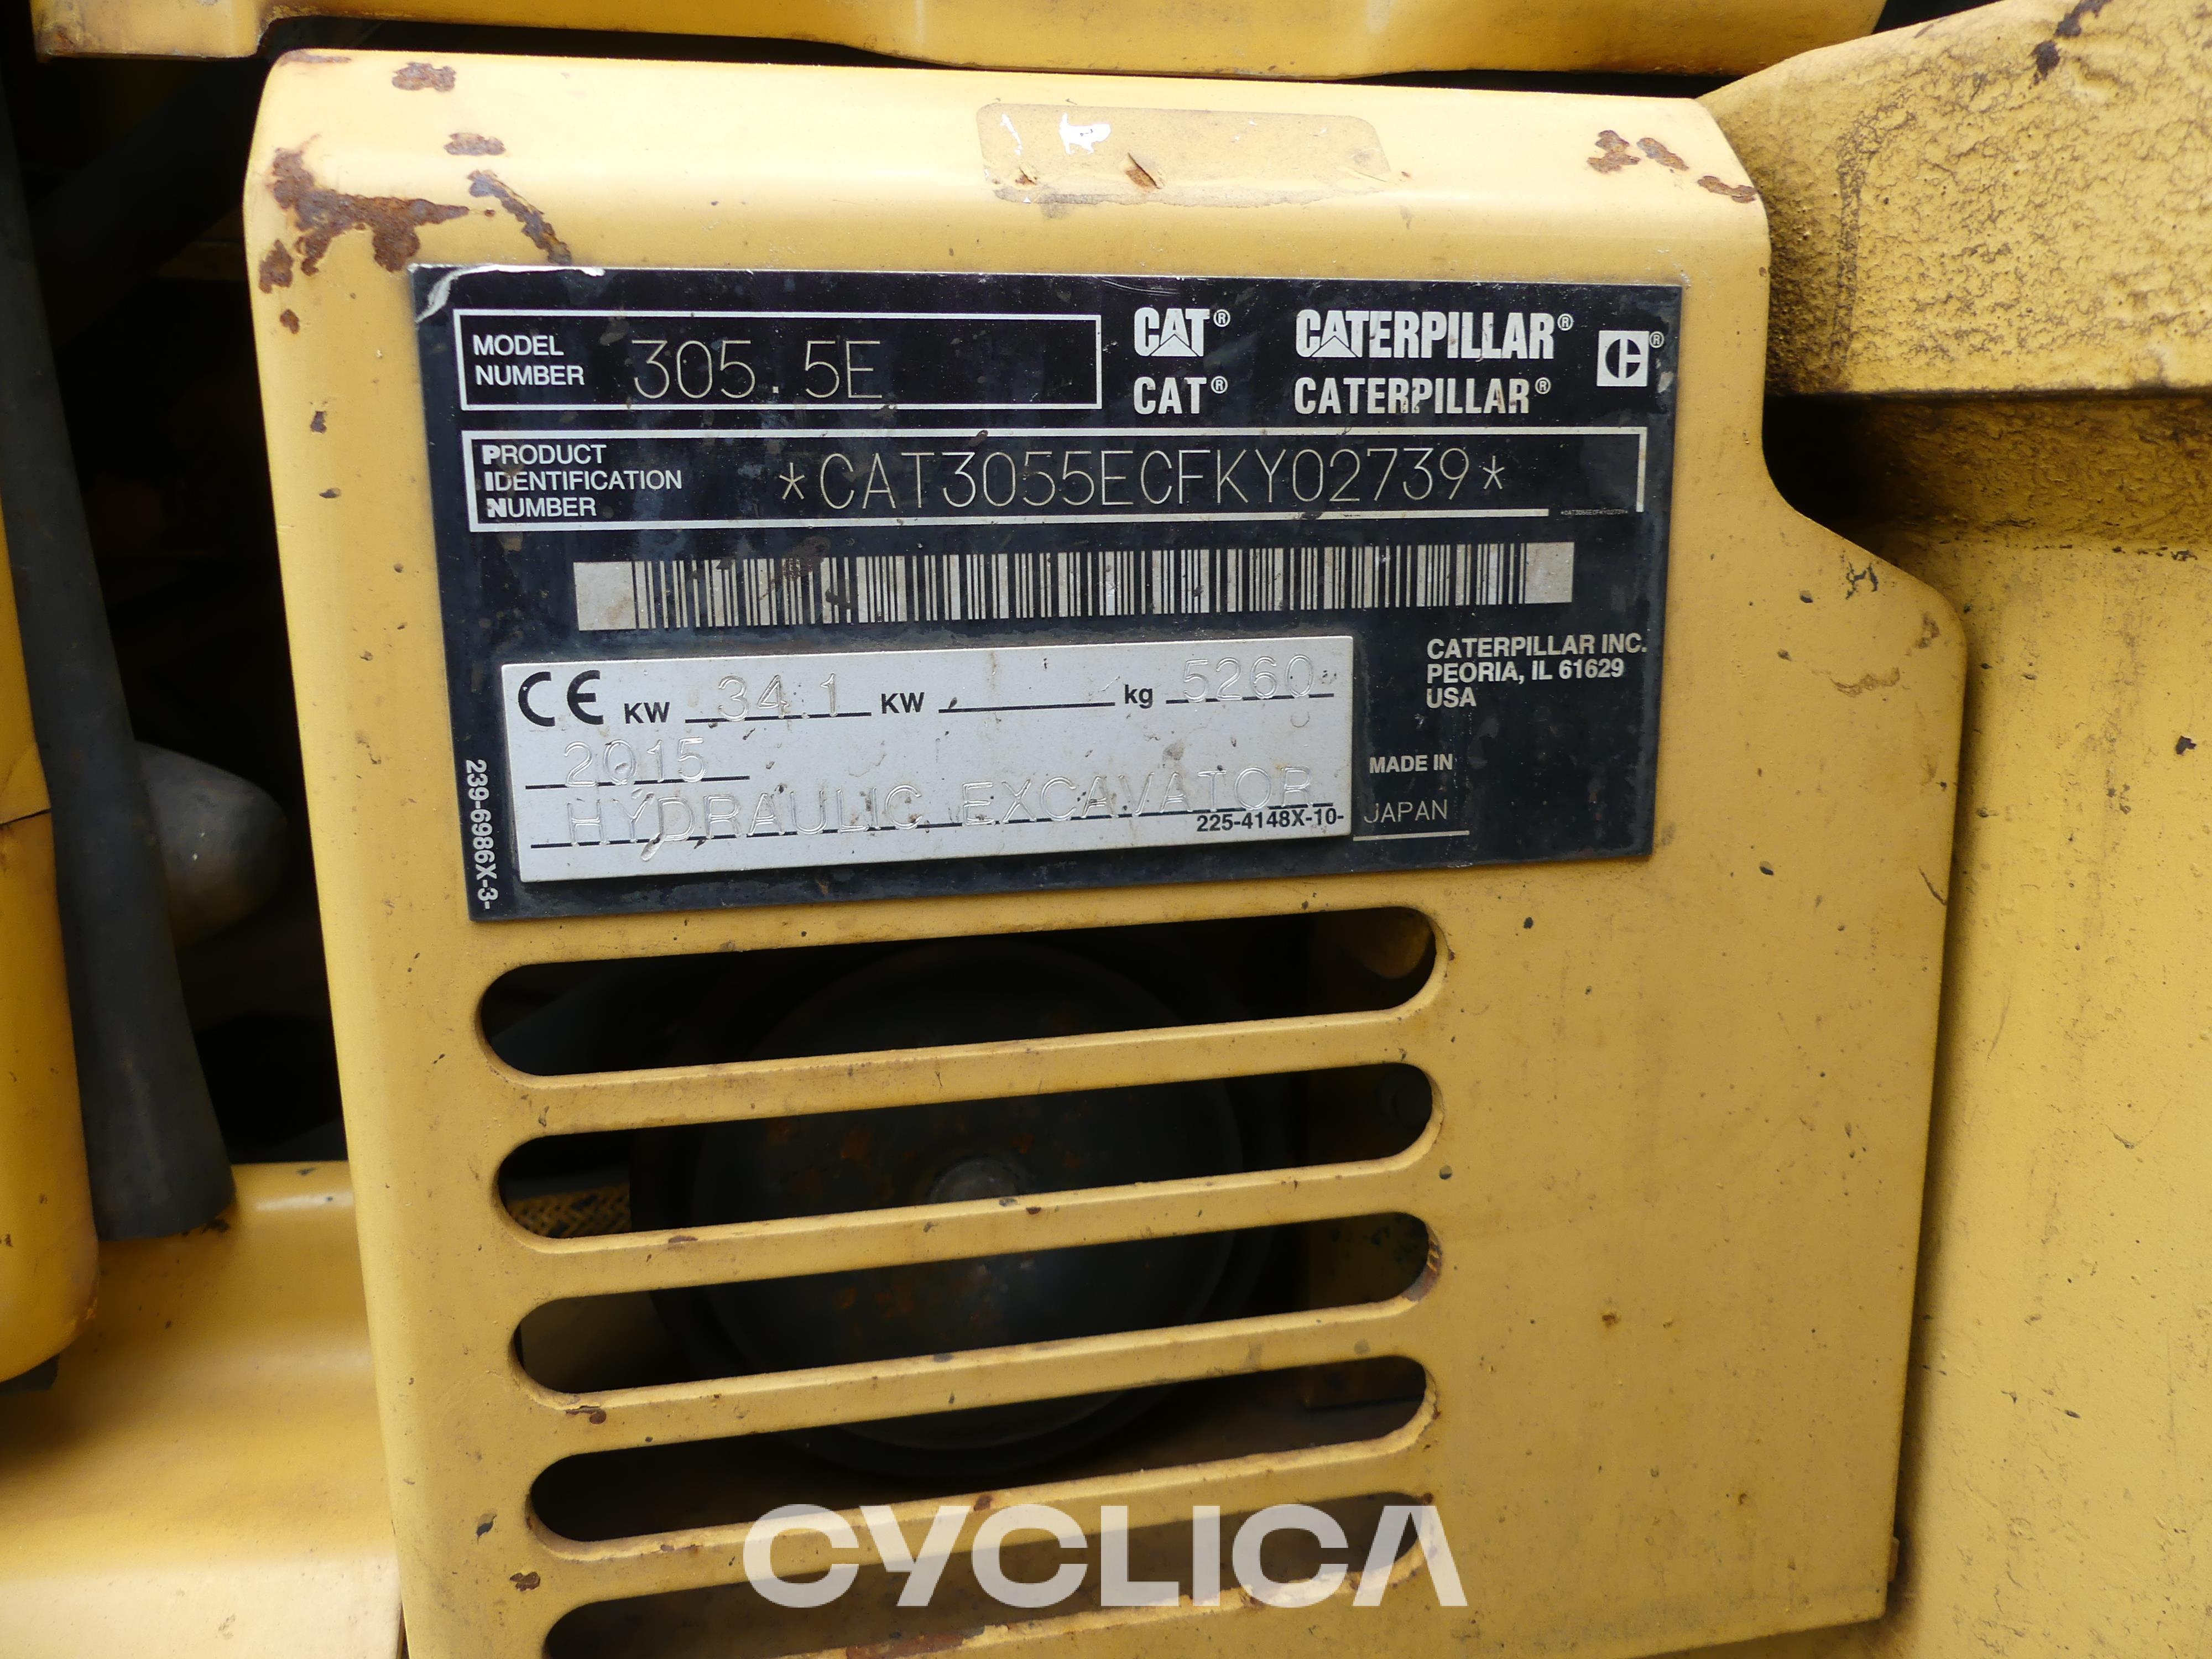 MODEL NUMBER 305.5E
CAT® CATERPILLAR® C®
CAT® CATERPILLAR®
PRODUCT
IDENTIFICATION
NUMBER
*CAT3055ECFKY02739*
*CAT3055ECFKY02739*
CE KW 34.1 KW kg 5260
2015
HYDRAULIC EXCAVATOR
225-4148X-10-
CATERPILLAR INC.
PEORIA, IL 61629
USA
MADE IN
JAPAN
239-6986X-3-
CYCLICA